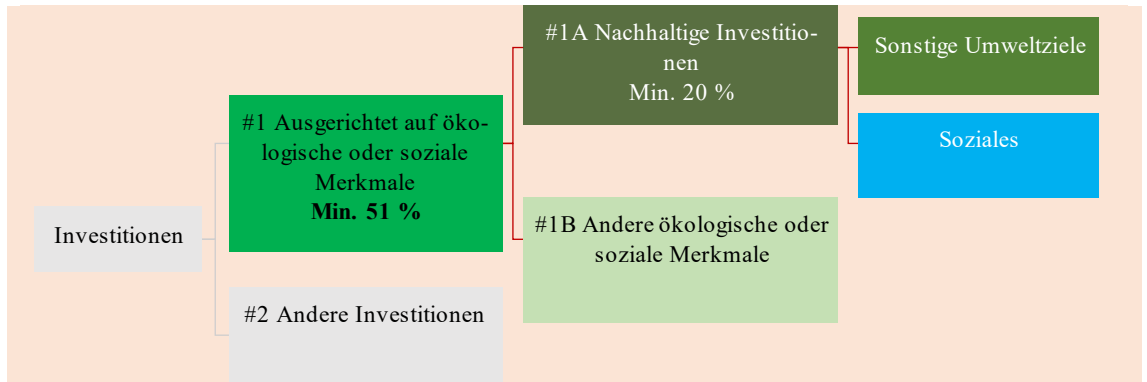 Investitionen
#1 Ausgerichtet auf öko-
logische oder soziale
Merkmale
Min. 51 %
#2 Andere Investitionen
#1A Nachhaltige Investitio-
nen
Min. 20 %
#1B Andere ökologische oder
soziale Merkmale
Sonstige Umweltziele
Soziales